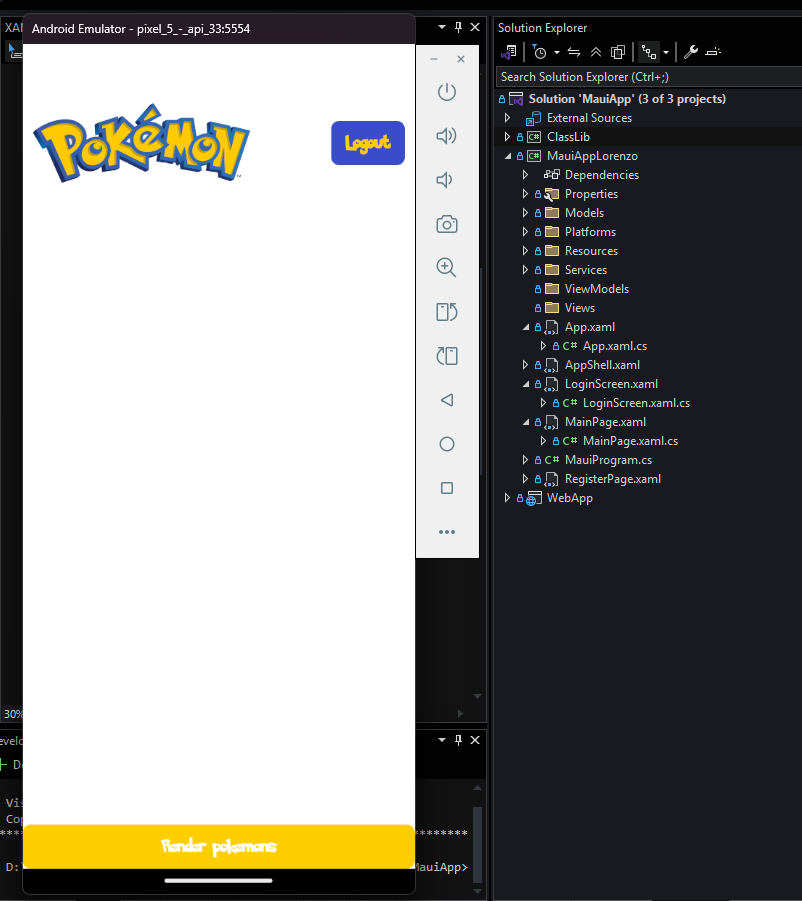 XA
Android Emulator - pixel_5_-_api_33:5554
POKéMON
TM
Logout
Render pokemons
30%
evelo
D
Vis
Cop
****
********
D:\
MauiApp>
Solution Explorer
Search Solution Explorer (Ctrl+;)
Solution 'MauiApp' (3 of 3 projects)
External Sources
C# ClassLib
C# MauiAppLorenzo
Dependencies
Properties
Models
Platforms
Resources
Services
ViewModels
Views
App.xaml
C# App.xaml.cs
AppShell.xaml
LoginScreen.xaml
C# LoginScreen.xaml.cs
MainPage.xaml
C# MainPage.xaml.cs
C# MauiProgram.cs
RegisterPage.xaml
WebApp